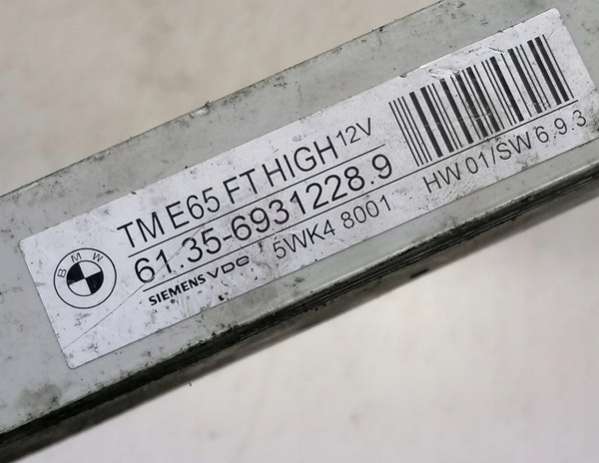 TM E65 FT HIGH 12V
61.35-6931228.9
SIEMENS VDO 5WK4 8001
HW 01/SW 6.9.3
BMW